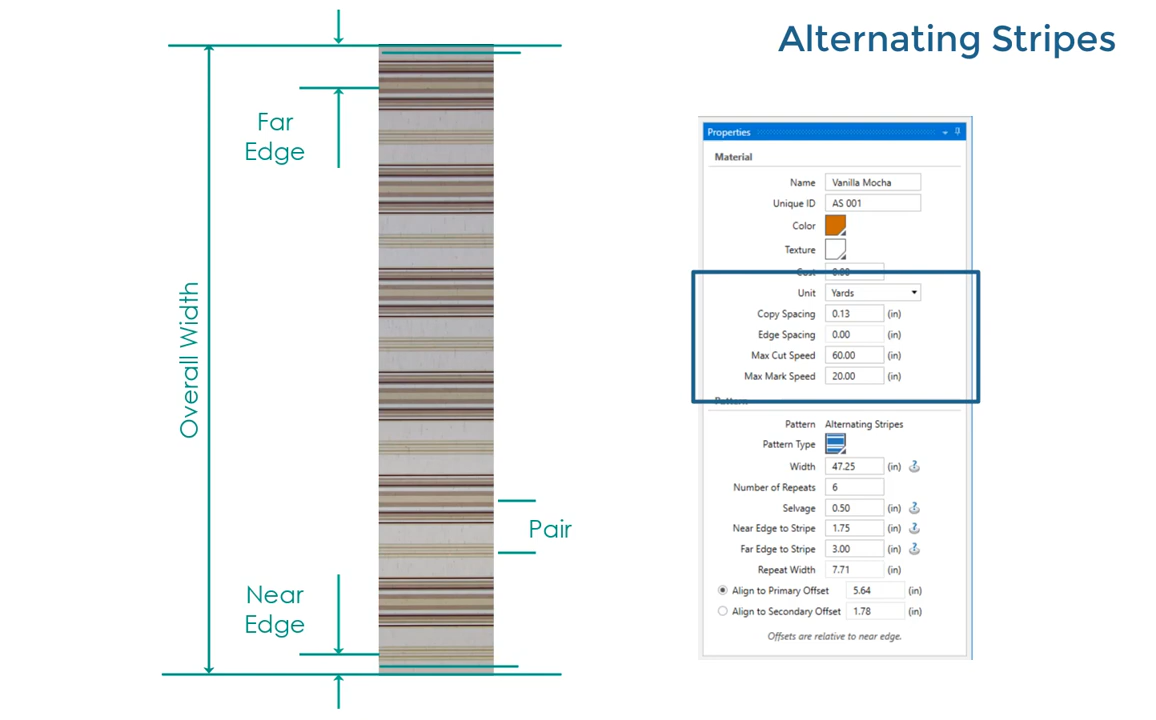 Alternating Stripes
Far
Edge
Overall Width
Pair
Near
Edge
Properties
Material
Name Vanilla Mocha
Unique ID AS 001
Color
Texture
Cost 0.00
Unit Yards
Copy Spacing 0.13 (in)
Edge Spacing 0.00 (in)
Max Cut Speed 60.00 (in)
Max Mark Speed 20.00 (in)
Pattern
Pattern Alternating Stripes
Pattern Type
Width 47.25 (in)
Number of Repeats 6
Selvage 0.50 (in)
Near Edge to Stripe 1.75 (in)
Far Edge to Stripe 3.00 (in)
Repeat Width 7.71 (in)
Align to Primary Offset 5.64 (in)
Align to Secondary Offset 1.78 (in)
Offsets are relative to near edge.